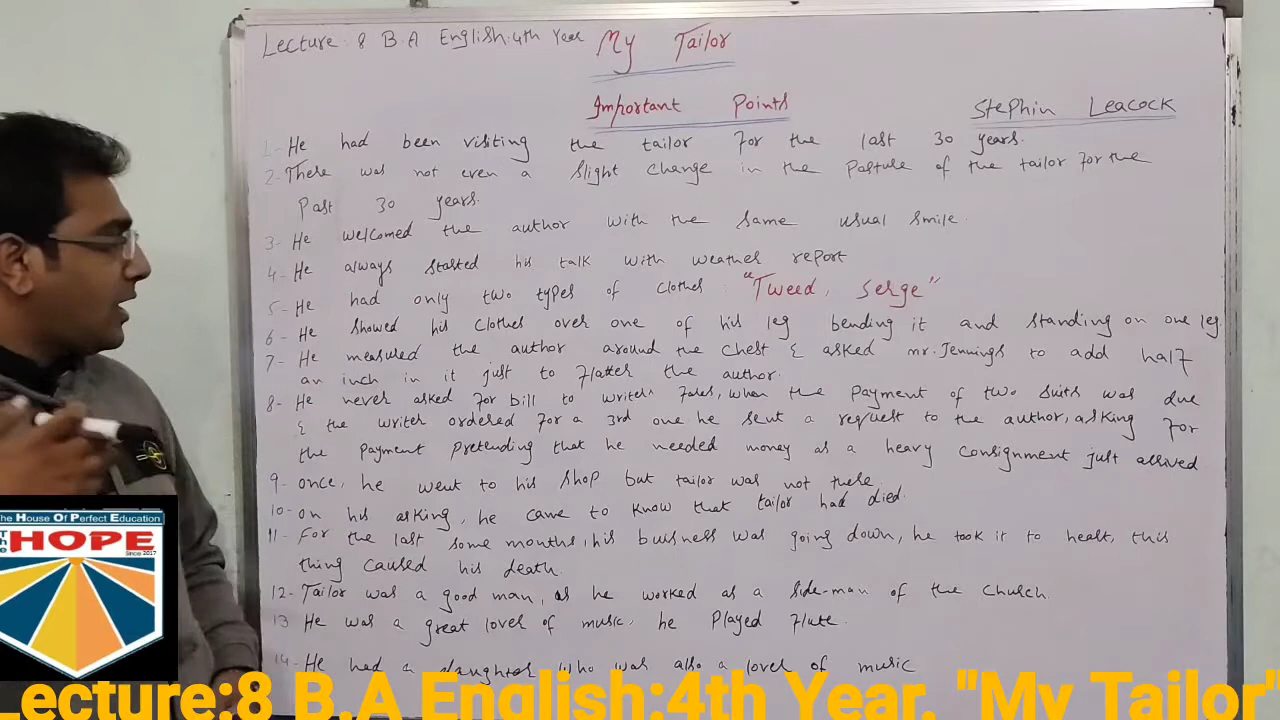 Lecture: 8 B.A English:4th Year My Tailor
Important Points
Stephin Leacock
1- He had been visiting the tailor for the last 30 years.
2- There was not even a slight change in the Posture of the tailor for the
Past 30 years.
3- He welcomed the author with the same usual smile.
4- He always started his talk with weather report
5- He had only two types of clothes: "Tweed, Serge"
6- He showed his clothes over one of his leg bending it and standing on one leg.
7- He measured the author around the chest & asked mr. Jennings to add half
an inch in it just to flatter the author.
8- He never asked for bill to writer when the payment of two suits was due
& the writer ordered for a 3rd one he sent a request to the author, asking for
the payment pretending that he needed money as a heavy consignment just arrived
9- once, he went to his shop but tailor was not there.
10- on his asking he came to know that tailor had died.
11- For the last some months, his buisness was going down, he took it to healt, this
thing caused his death.
12- Tailor was a good man, as he worked as a side-man of the church.
13 He was a great lover of music, he played flute.
14- He had a daughter who was also a lover of music
The House Of Perfect Education
The
HOPE
Since 2017
Lecture:8 B.A English:4th Year. "My Tailor"